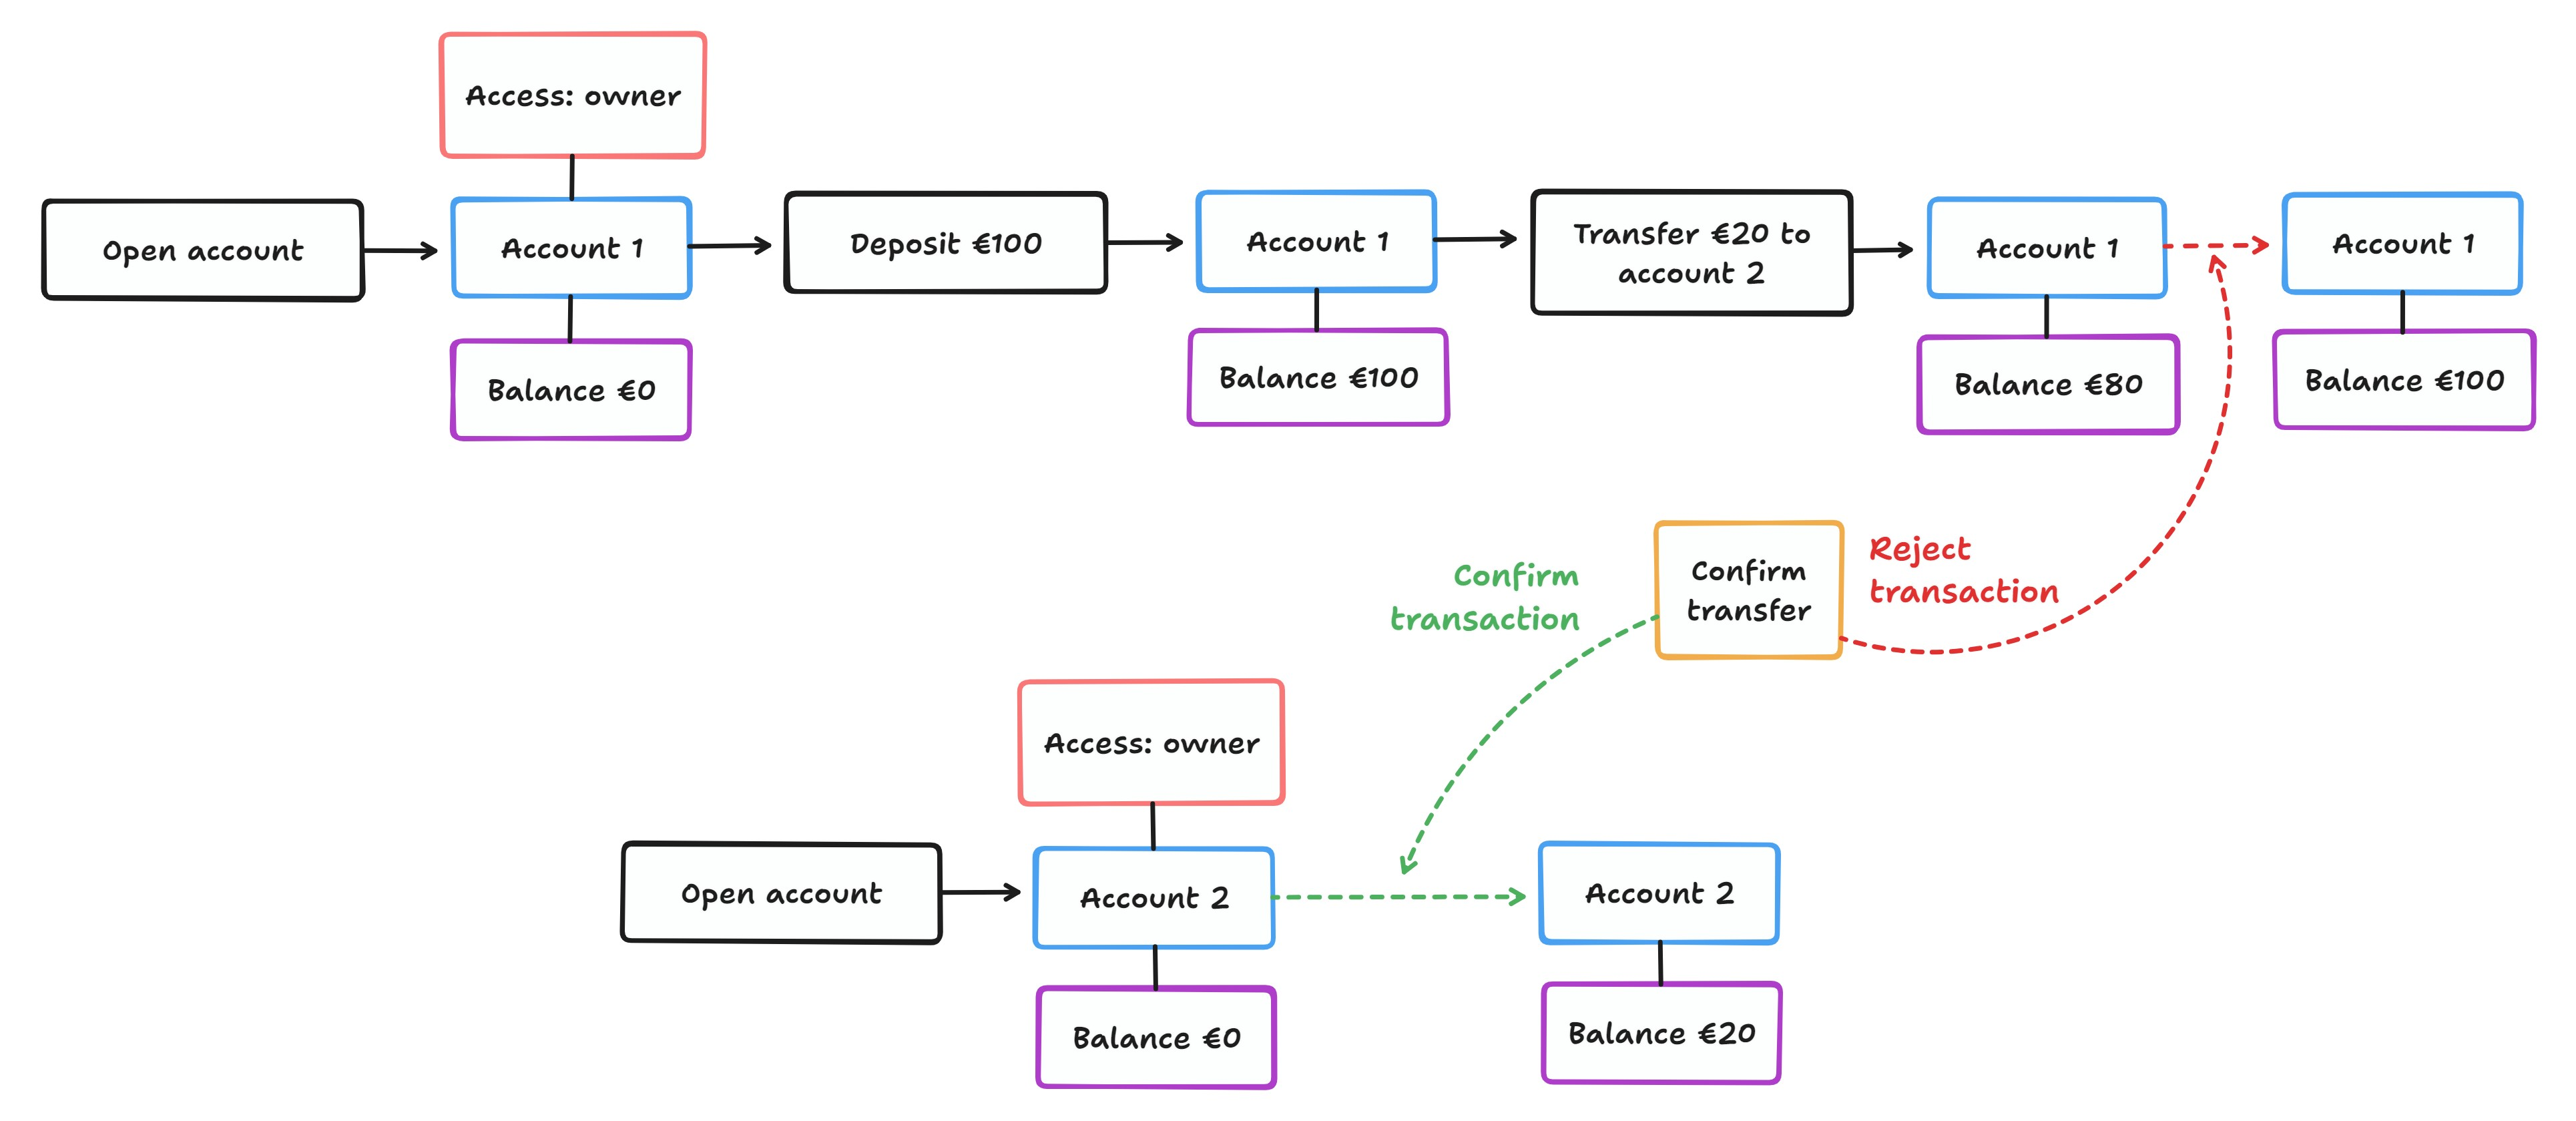 Access: owner
Open account
Account 1
Deposit €100
Account 1
Transfer €20 to
account 2
Account 1
Account 1
Balance €0
Balance €100
Balance €80
Balance €100
Confirm
transaction
Confirm
transfer
Reject
transaction
Access: owner
Open account
Account 2
Account 2
Balance €0
Balance €20